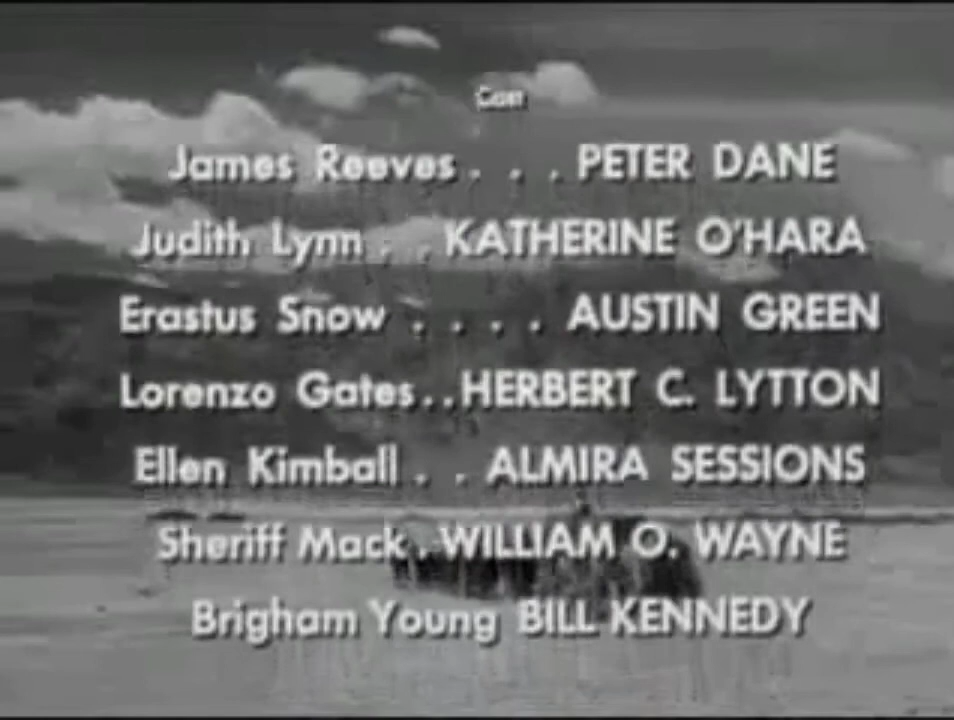 Cast
James Reeves . . . PETER DANE
Judith Lynn . . KATHERINE O'HARA
Erastus Snow . . . . AUSTIN GREEN
Lorenzo Gates . . HERBERT C. LYTTON
Ellen Kimball . . ALMIRA SESSIONS
Sheriff Mack . WILLIAM O. WAYNE
Brigham Young BILL KENNEDY